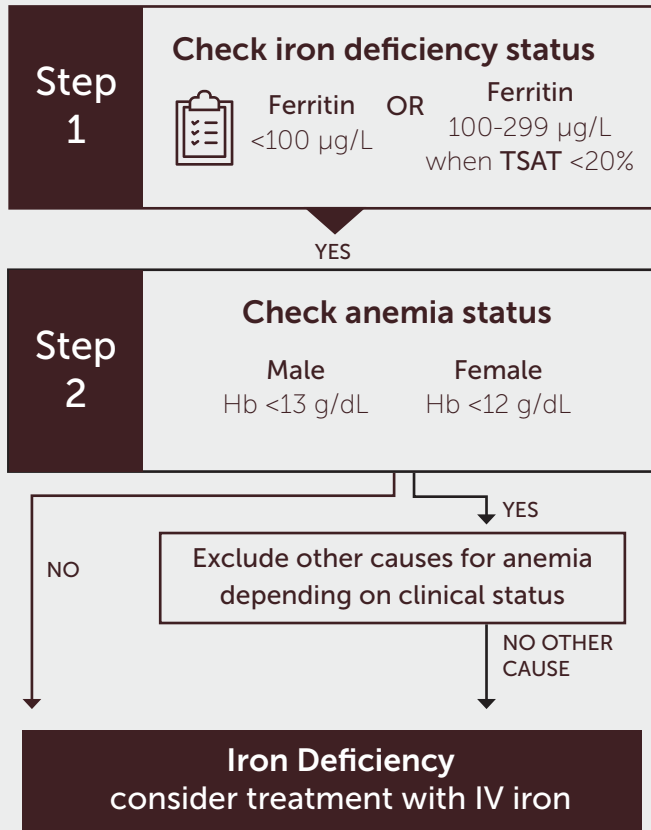 Step
1
Check iron deficiency status
Ferritin
<100 µg/L
OR
Ferritin
100-299 µg/L
when TSAT <20%
YES
Step
2
Check anemia status
Male
Hb <13 g/dL
Female
Hb <12 g/dL
NO
YES
Exclude other causes for anemia
depending on clinical status
NO OTHER
CAUSE
Iron Deficiency
consider treatment with IV iron